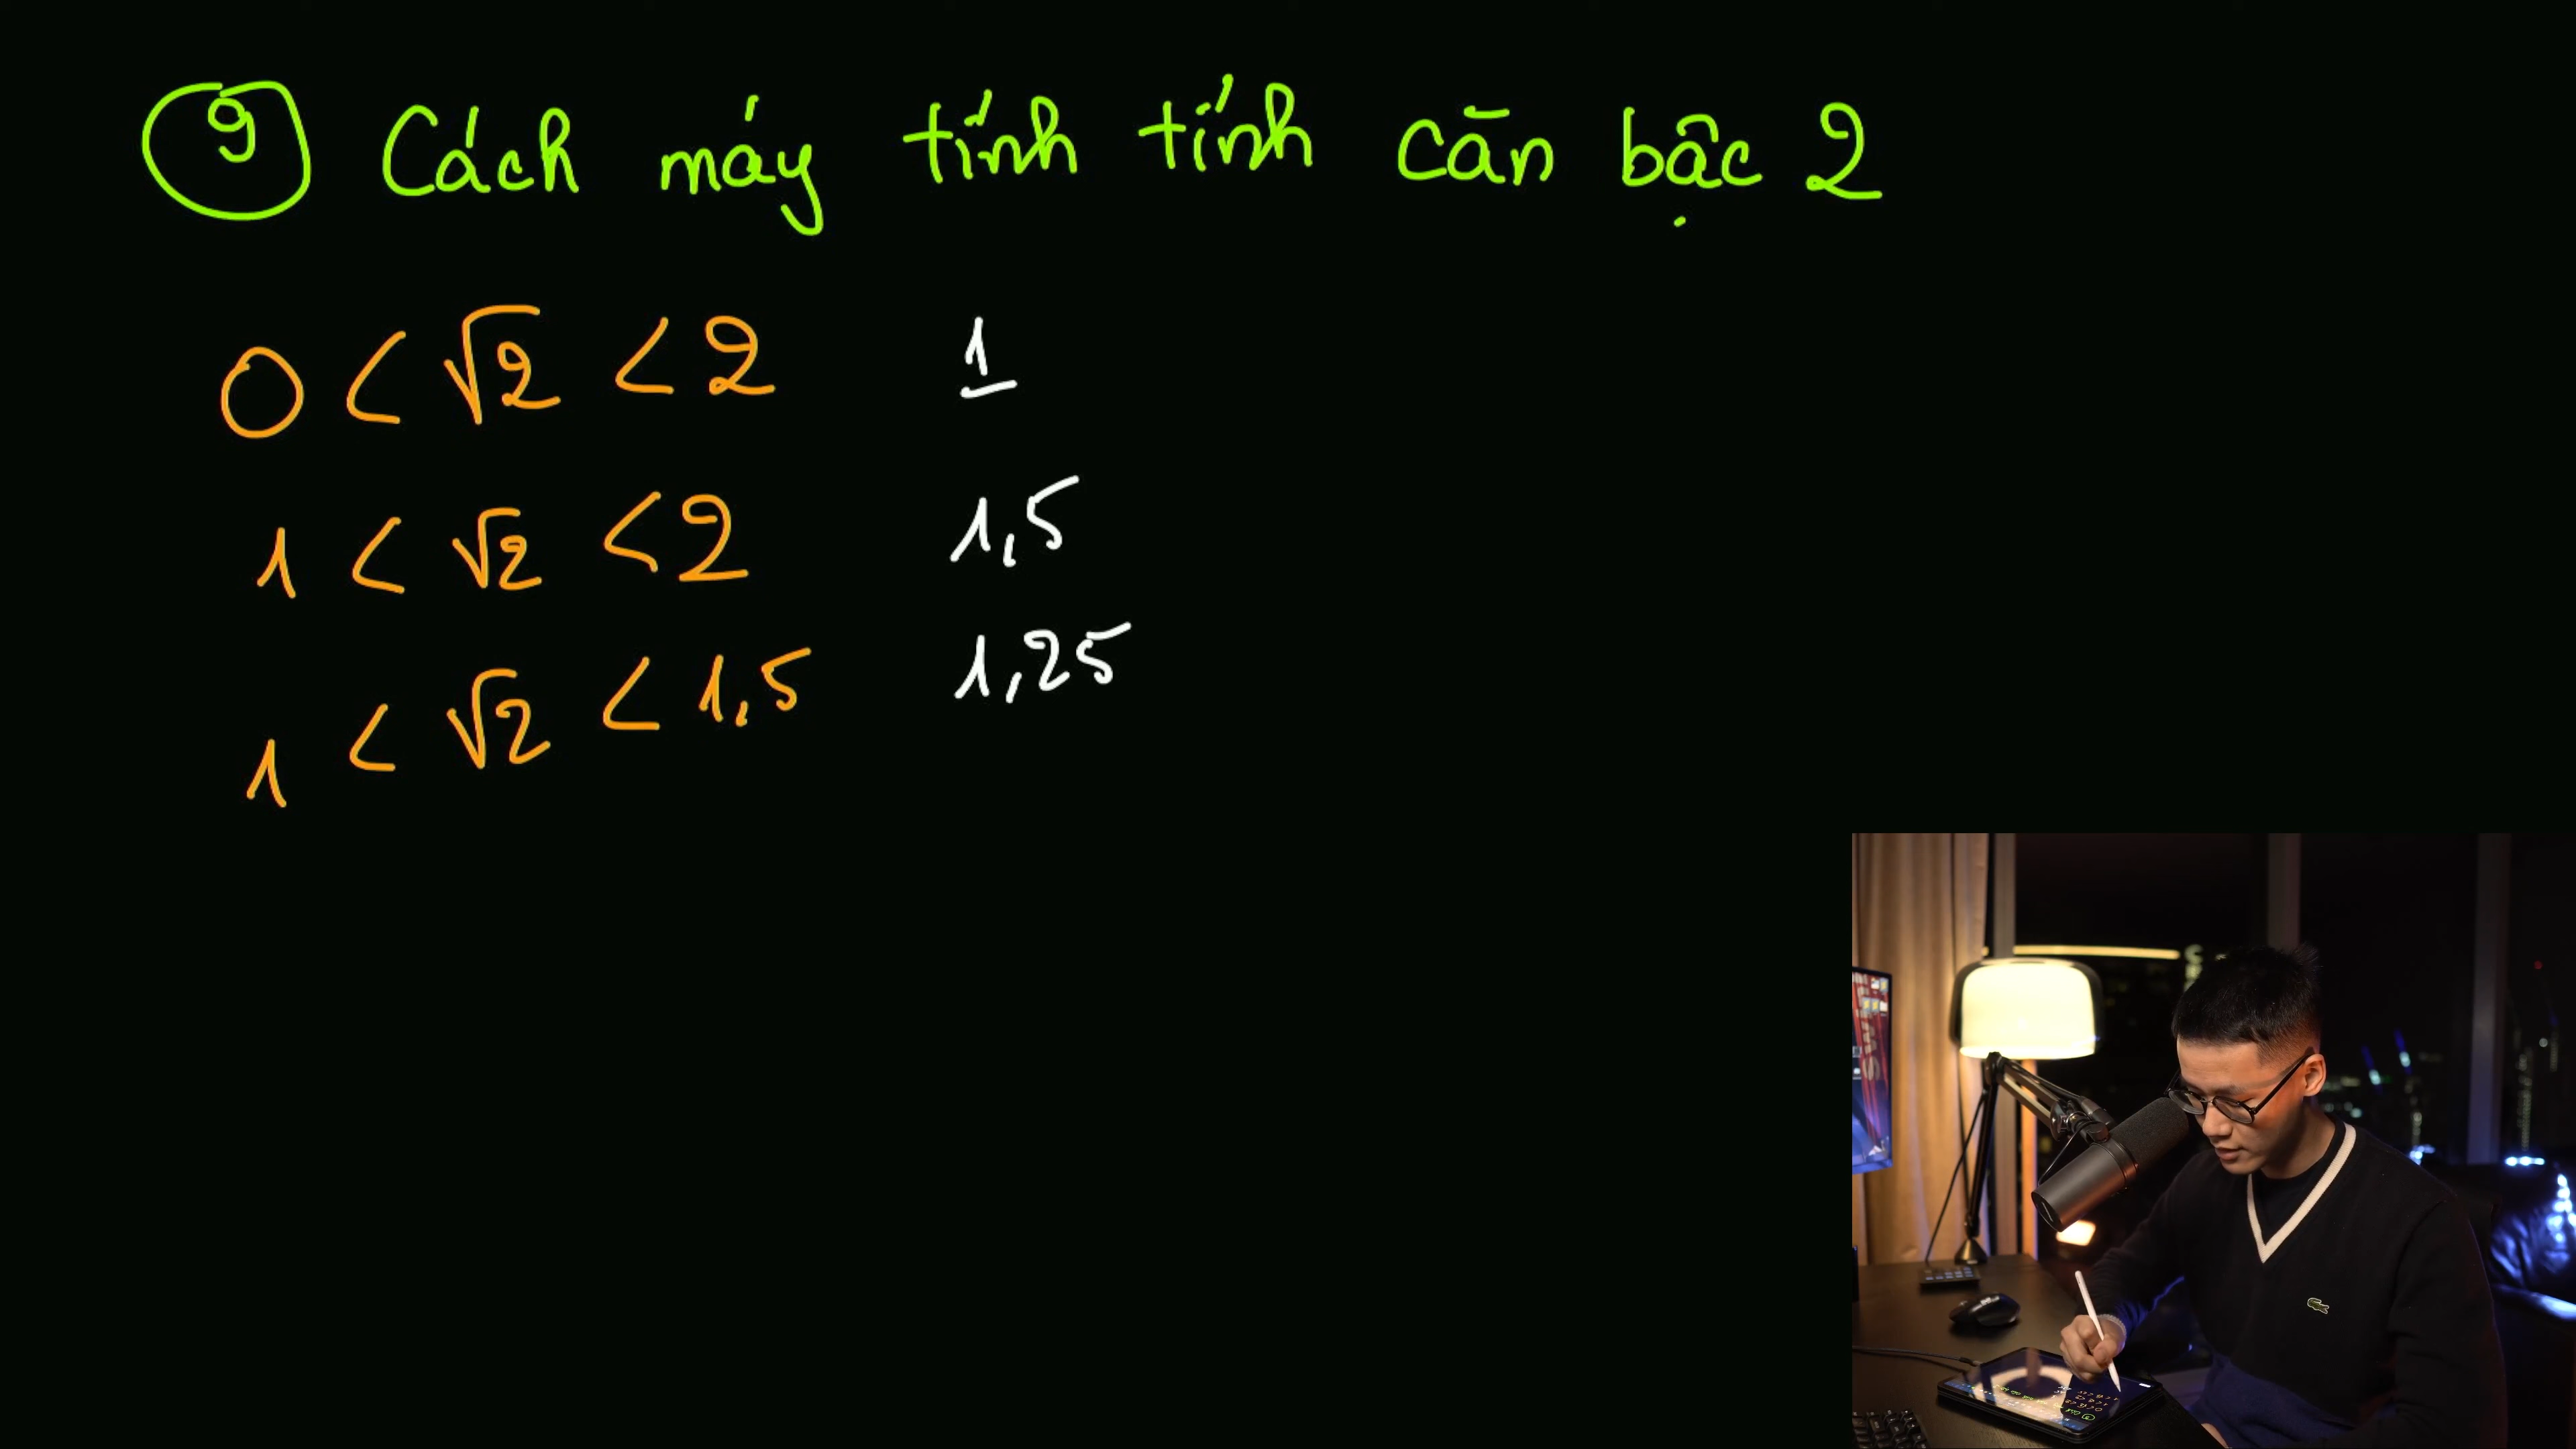 9 Cách máy tính tính căn bậc 2
0 < √2 < 2 1
1 < √2 < 2 1,5
1 < √2 < 1,5 1,25